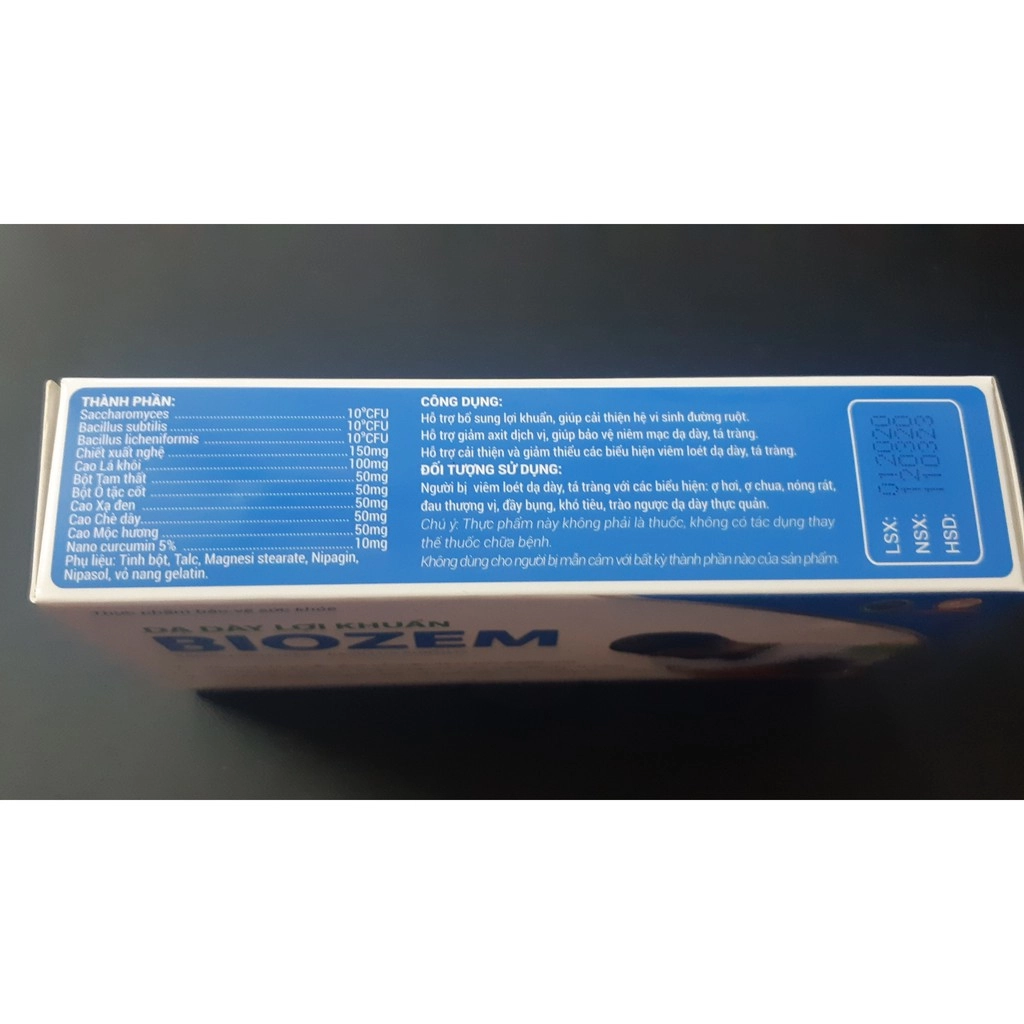 THÀNH PHẦN:
Saccharomyces ........ 10⁹CFU
Bacillus subtilis ........ 10⁹CFU
Bacillus licheniformis ........ 10⁹CFU
Chiết xuất nghệ ........ 150mg
Cao Lá khôi ........ 100mg
Bột Tam thất ........ 50mg
Bột Ô tặc cốt ........ 50mg
Cao Xạ đen ........ 50mg
Cao Chè dây........ 50mg
Cao Mộc hương ........ 50mg
Nano curcumin 5% ........ 10mg
Phụ liệu: Tinh bột, Talc, Magnesi stearate, Nipagin,
Nipasol, vỏ nang gelatin.
CÔNG DỤNG:
Hỗ trợ bổ sung lợi khuẩn, giúp cải thiện hệ vi sinh đường ruột.
Hỗ trợ giảm axit dịch vị, giúp bảo vệ niêm mạc dạ dày, tá tràng.
Hỗ trợ cải thiện và giảm thiểu các biểu hiện viêm loét dạ dày, tá tràng.
ĐỐI TƯỢNG SỬ DỤNG:
Người bị viêm loét dạ dày, tá tràng với các biểu hiện: ợ hơi, ợ chua, nóng rát,
đau thượng vị, đầy bụng, khó tiêu, trào ngược dạ dày thực quản.
Chú ý: Thực phẩm này không phải là thuốc, không có tác dụng thay
thế thuốc chữa bệnh.
Không dùng cho người bị mẫn cảm với bất kỳ thành phần nào của sản phẩm.
LSX: 012020
NSX: 120320
HSD: 110323
Thực phẩm bảo vệ sức khỏe
DẠ DÀY LỢI KHUẨN
BIOZEM